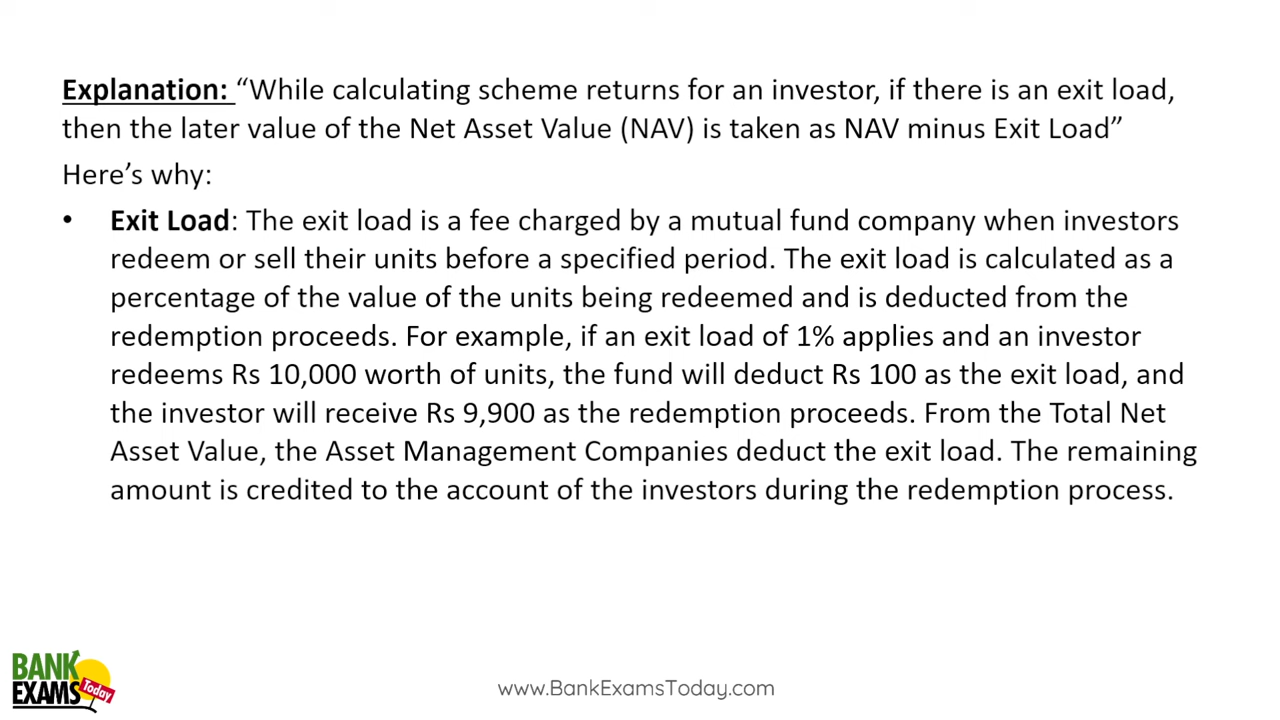 Explanation: “While calculating scheme returns for an investor, if there is an exit load,
then the later value of the Net Asset Value (NAV) is taken as NAV minus Exit Load”
Here’s why:
• Exit Load: The exit load is a fee charged by a mutual fund company when investors
redeem or sell their units before a specified period. The exit load is calculated as a
percentage of the value of the units being redeemed and is deducted from the
redemption proceeds. For example, if an exit load of 1% applies and an investor
redeems Rs 10,000 worth of units, the fund will deduct Rs 100 as the exit load, and
the investor will receive Rs 9,900 as the redemption proceeds. From the Total Net
Asset Value, the Asset Management Companies deduct the exit load. The remaining
amount is credited to the account of the investors during the redemption process.
BANK
EXAMS
Today
www.BankExamsToday.com